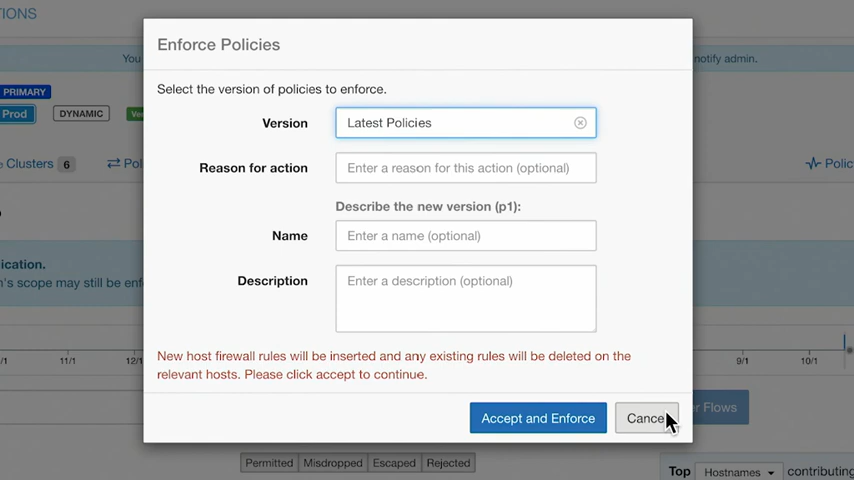 TIONS
Enforce Policies
You
notify admin.
PRIMARY
Select the version of policies to enforce.
Prod
DYNAMIC
Version
Latest Policies
Clusters 6
Reason for action
Enter a reason for this action (optional)
Describe the new version (p1):
Name
Enter a name (optional)
ication.
Description
Enter a description (optional)
n's scope may still be enf
New host firewall rules will be inserted and any existing rules will be deleted on the
relevant hosts. Please click accept to continue.
/1
11/1
12/1
9/1
10/1
Accept and Enforce
Cancel
Flows
Permitted
Misdropped
Escaped
Rejected
Top
Hostnames
contributing